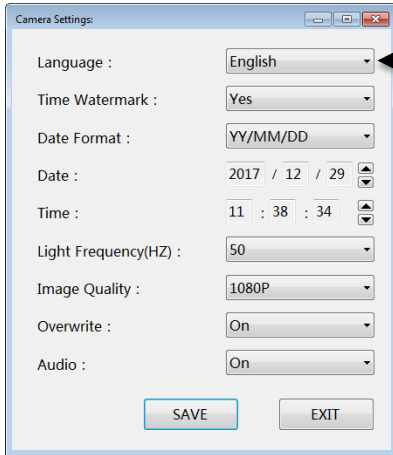 Camera Settings:
Language : English
Time Watermark : Yes
Date Format : YY/MM/DD
Date : 2017 / 12 / 29
Time : 11 : 38 : 34
Light Frequency(HZ) : 50
Image Quality : 1080P
Overwrite : On
Audio : On
SAVE EXIT